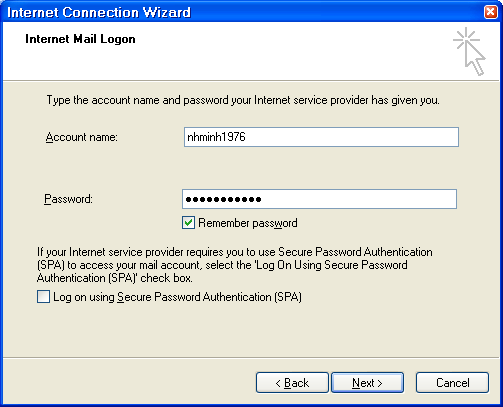 Internet Connection Wizard
Internet Mail Logon
Type the account name and password your Internet service provider has given you.
Account name: nhminh1976
Password: ●●●●●●●●●●●
Remember password
If your Internet service provider requires you to use Secure Password Authentication
(SPA) to access your mail account, select the 'Log On Using Secure Password
Authentication (SPA)' check box.
Log on using Secure Password Authentication (SPA)
< Back Next > Cancel